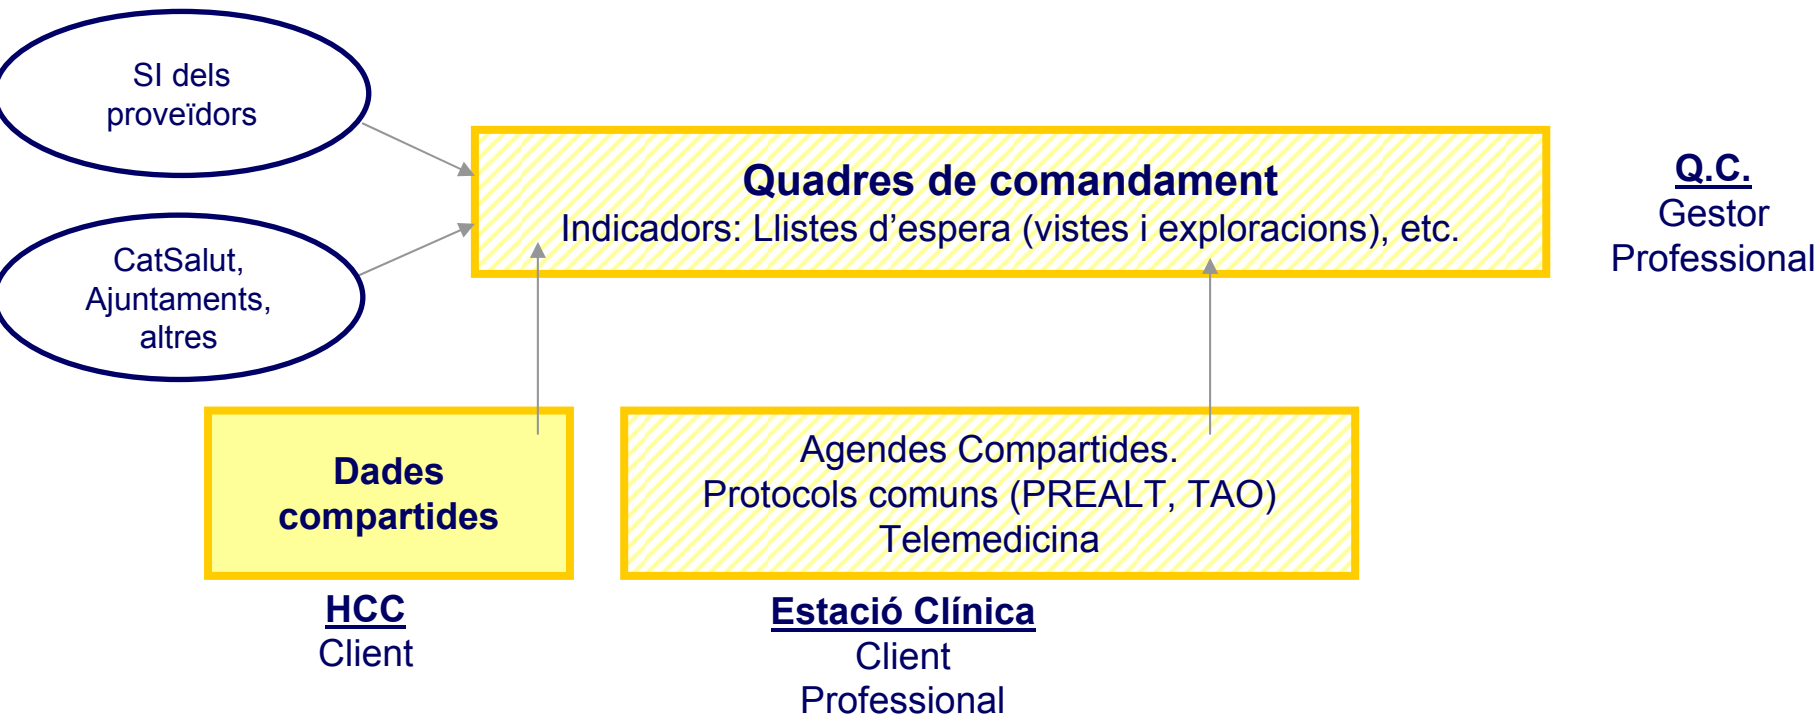 SI dels
proveïdors
Quadres de comandament
Indicadors: Llistes d’espera (vistes i exploracions), etc.
Q.C.
Gestor
Professional
CatSalut,
Ajuntaments,
altres
Dades
compartides
Agendes Compartides.
Protocols comuns (PREALT, TAO)
Telemedicina
HCC
Client
Estació Clínica
Client
Professional